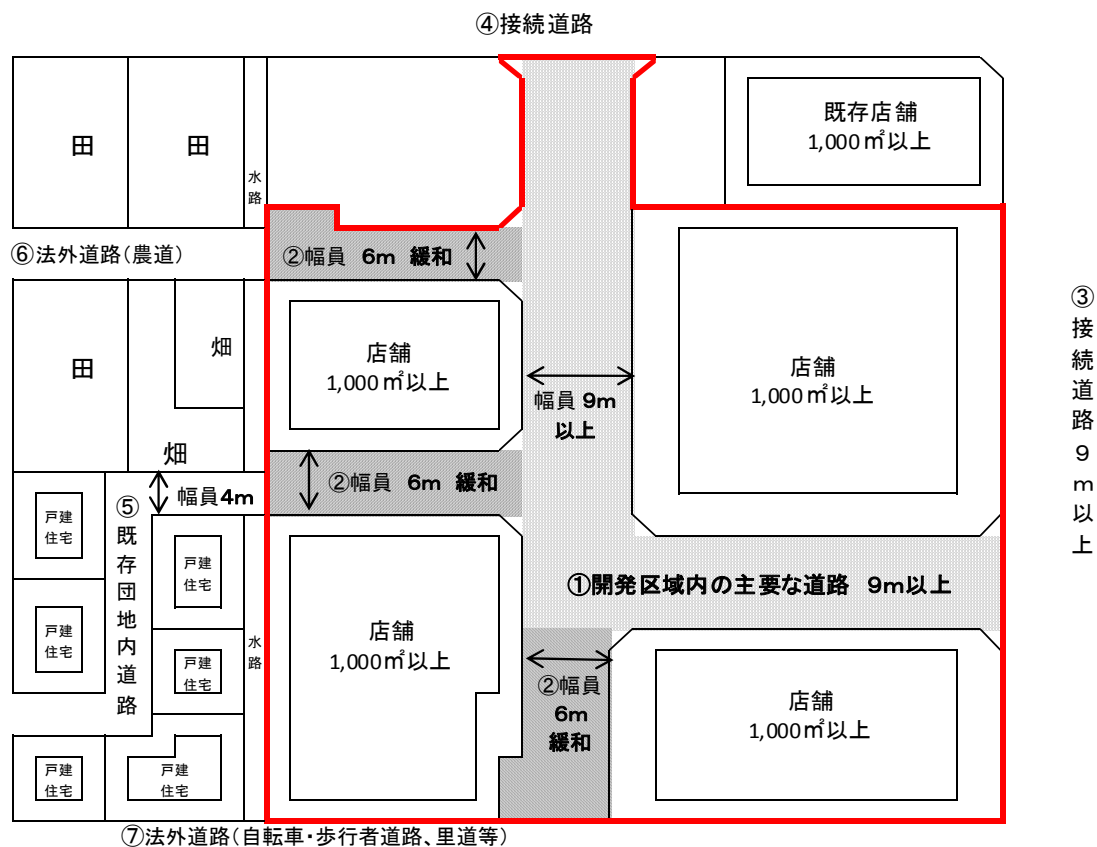 ④接続道路
田
田
水
路
既存店舗
1,000㎡以上
⑥法外道路(農道)
②幅員 6m 緩和
田
畑
畑
店舗
1,000㎡以上
幅員 9m
以上
店舗
1,000㎡以上
③
接
続
道
路
9
m
以
上
②幅員 6m 緩和
幅員4m
⑤
既
存
団
地
内
道
路
戸建
住宅
戸建
住宅
戸建
住宅
戸建
住宅
戸建
住宅
戸建
住宅
水
路
①開発区域内の主要な道路 9m以上
店舗
1,000㎡以上
②幅員
6m
緩和
店舗
1,000㎡以上
⑦法外道路(自転車・歩行者道路、里道等)